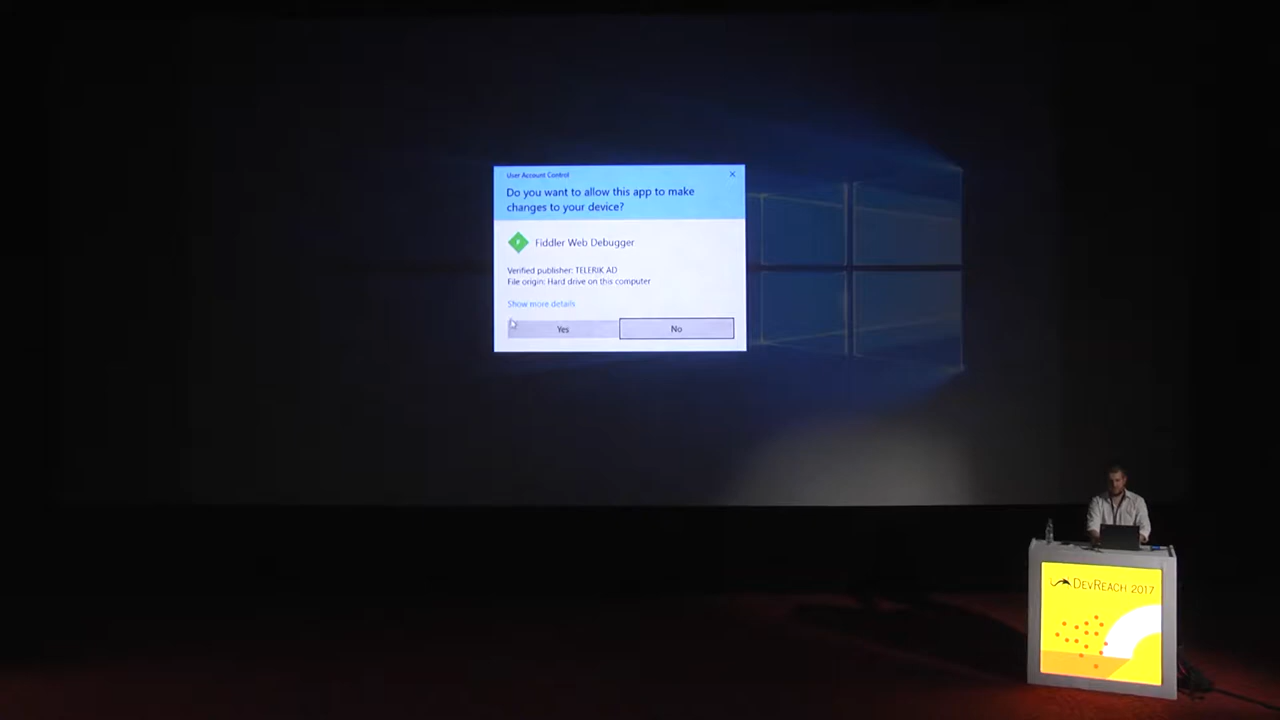 User Account Control
Do you want to allow this app to make
changes to your device?
Fiddler Web Debugger
Verified publisher: TELERIK AD
File origin: Hard drive on this computer
Show more details
Yes
No
DEVREACH 2017